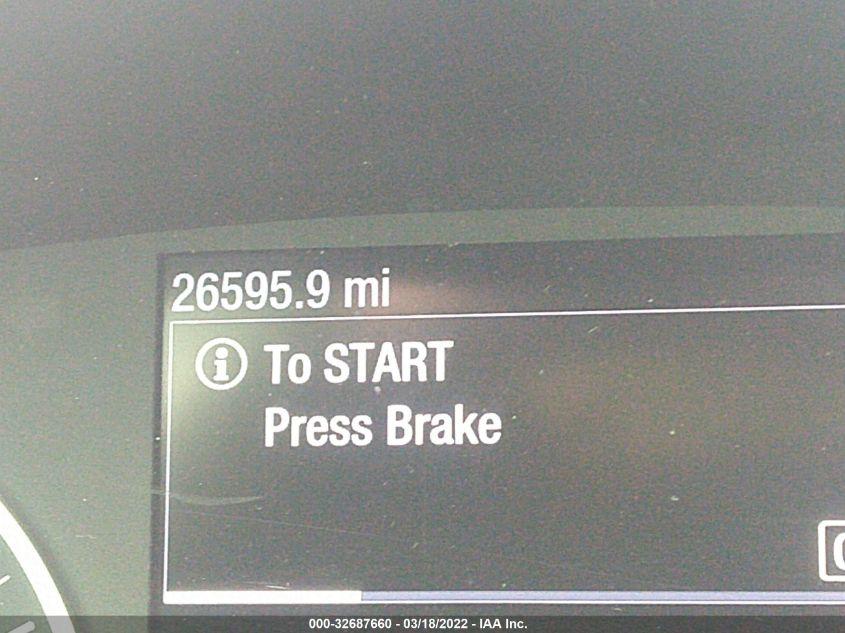 26595.9 mi
i To START
Press Brake
000-32687660 - 03/18/2022 - IAA Inc.